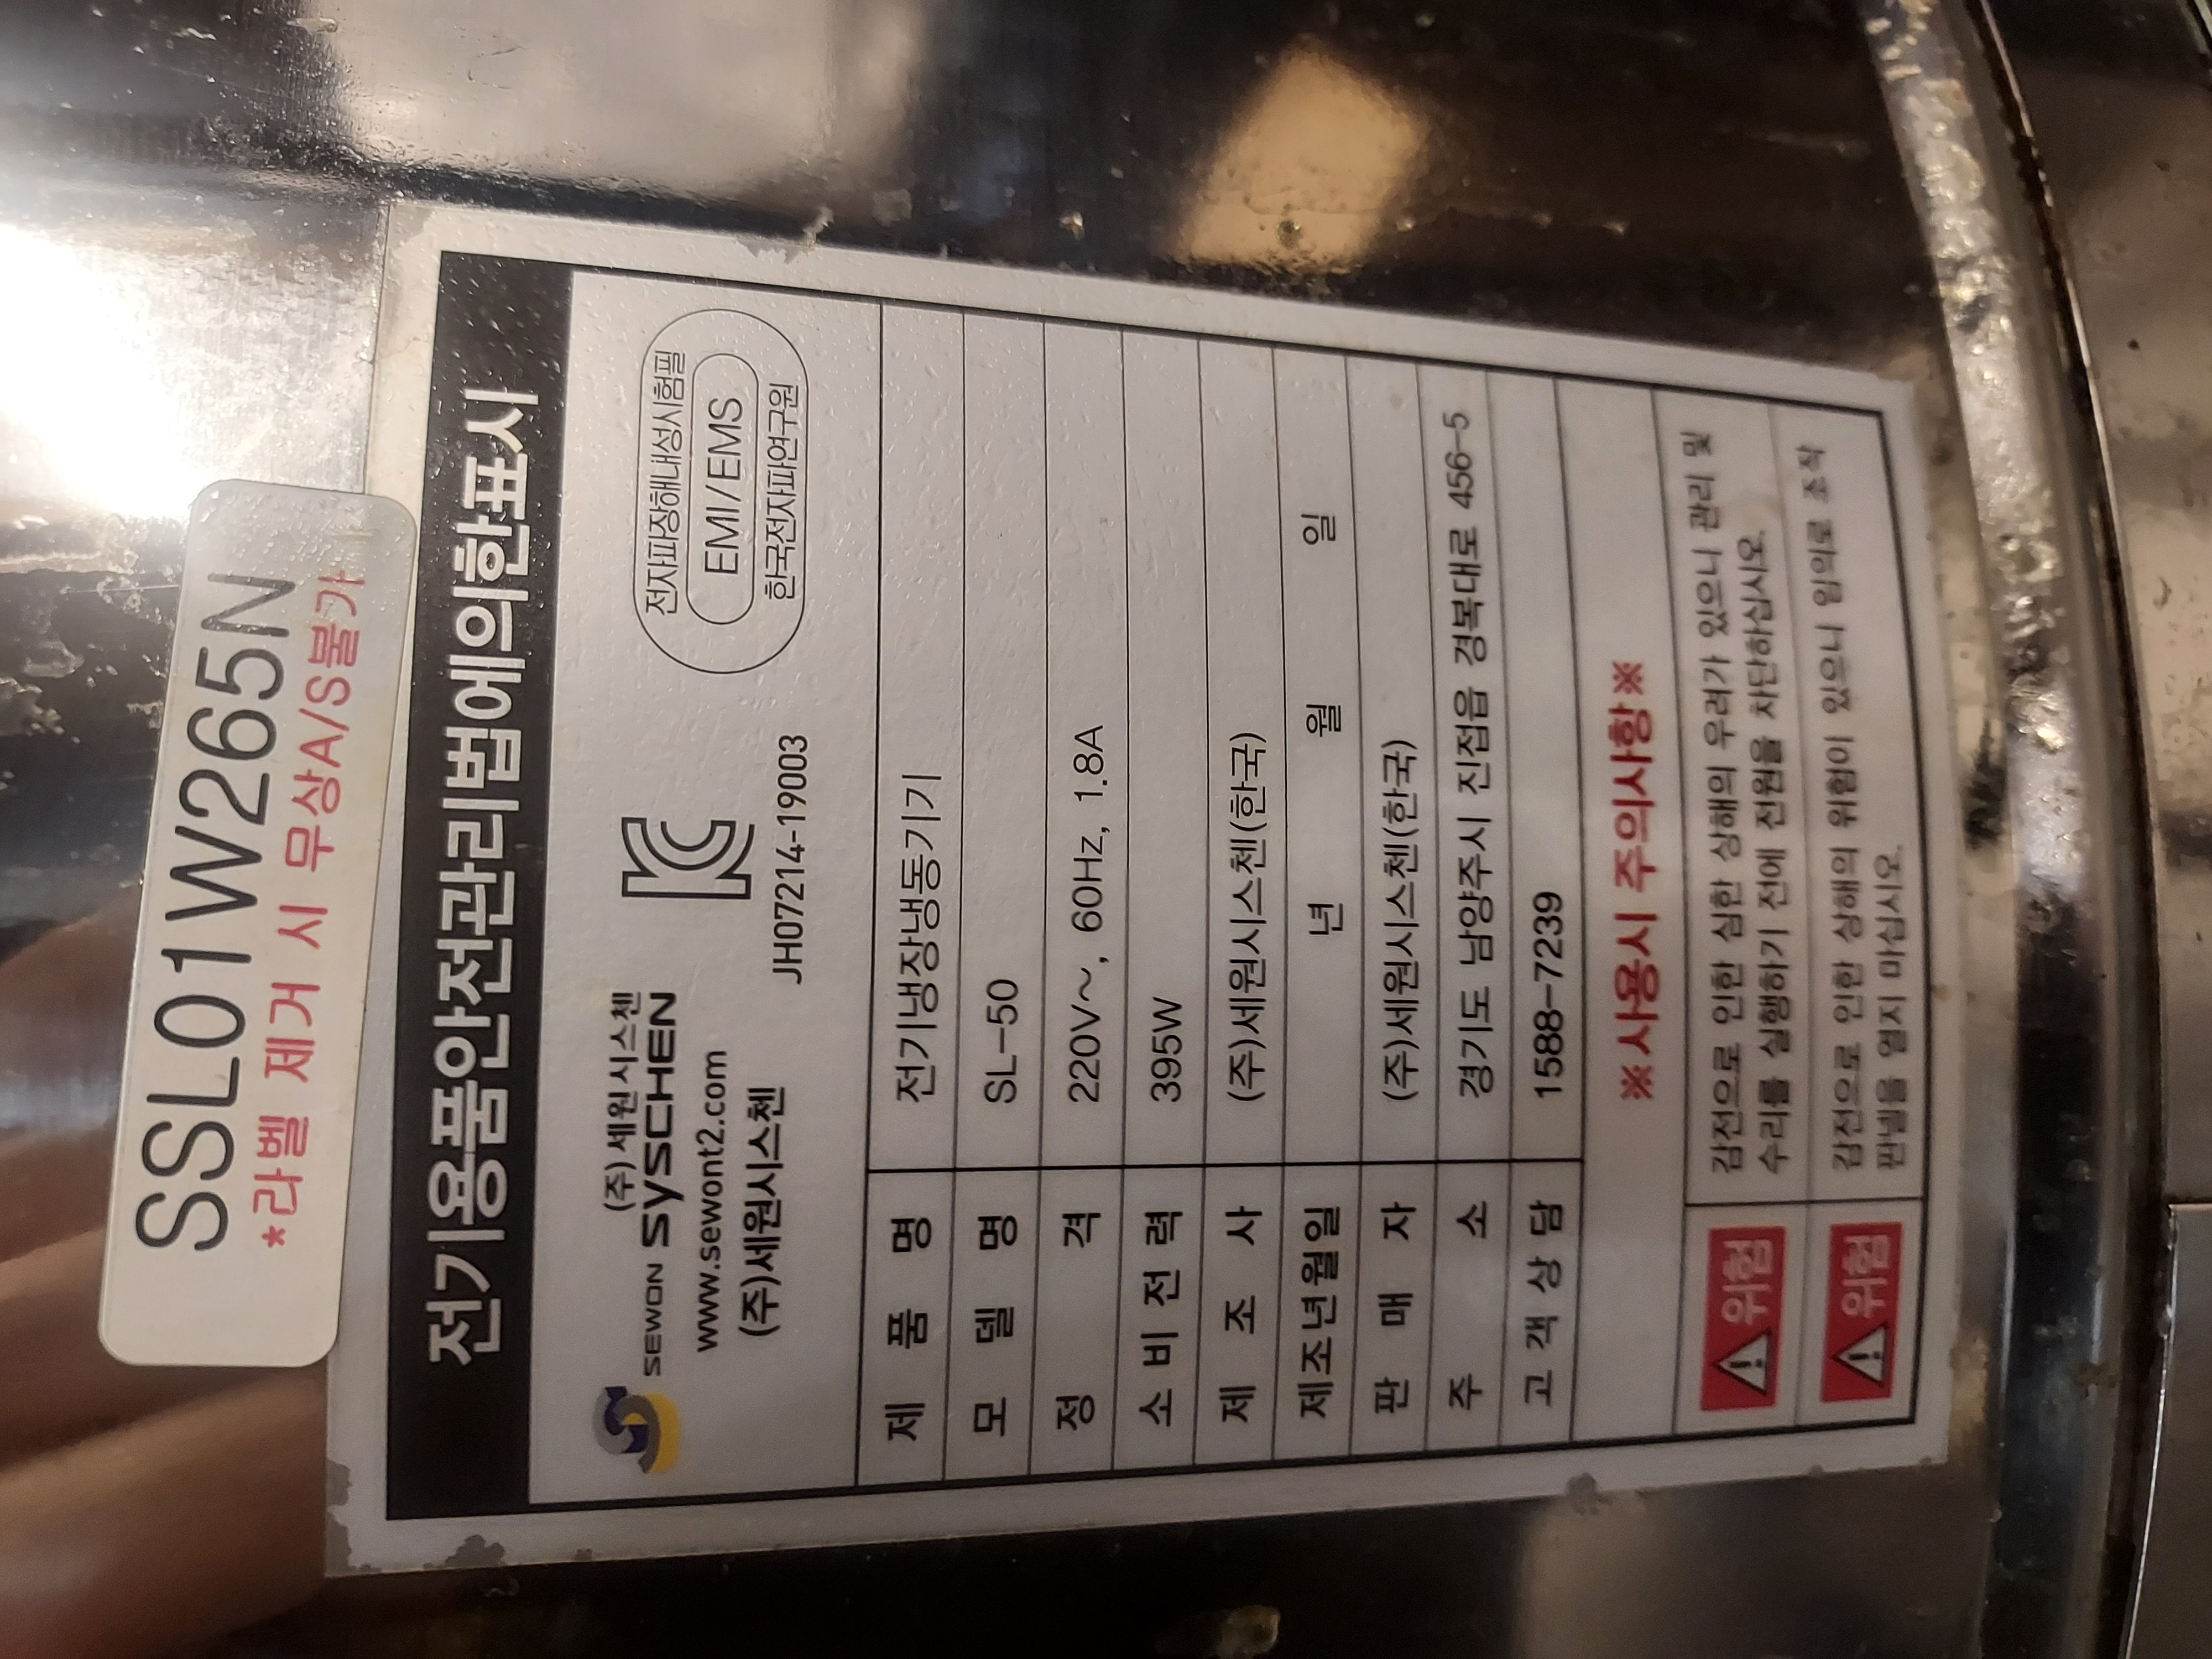 SSL01W265N
*라벨 제거 시 무상A/S불가
전기용품안전관리법에의한표시
(주)세원시스첸
SEWON SYSCHEN
www.sewont2.com
(주)세원시스첸
JH07214-19003
전자파장해내성시험필
EMI/EMS
한국전자파연구원
제 품 명 전기냉장냉동기기
모 델 명 SL-50
정 격 220V~, 60Hz, 1.8A
소 비 전 력 395W
제 조 사 (주)세원시스첸(한국)
제조년월일 년 월 일
판 매 자 (주)세원시스첸(한국)
주 소 경기도 남양주시 진접읍 경복대로 456-5
고 객 상 담 1588-7239
※사용시 주의사항※
위험 감전으로 인한 심한 상해의 우려가 있으니 관리 및
수리를 실행하기 전에 전원을 차단하십시오.
위험 감전으로 인한 상해의 위험이 있으니 임의로 조작
판넬을 열지 마십시오.